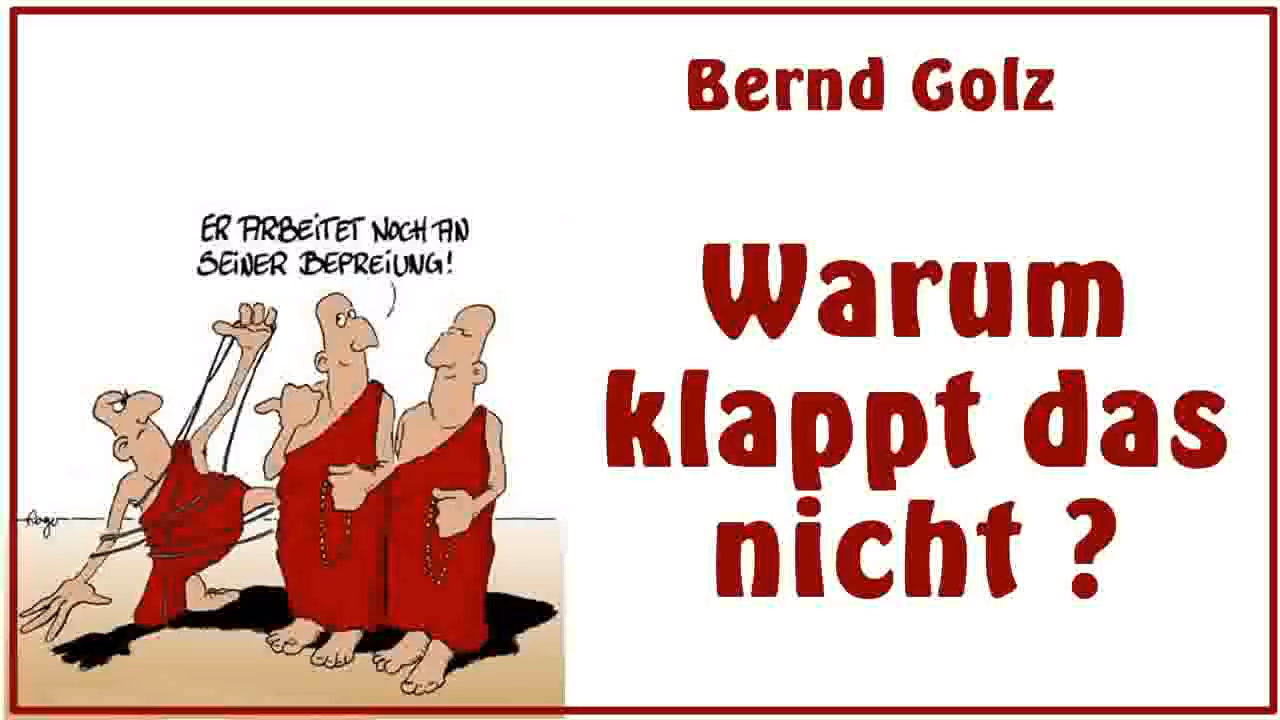 Bernd Golz
ER ARBEITET NOCH AN
SEINER BEFREIUNG!
Warum
klappt das
nicht ?